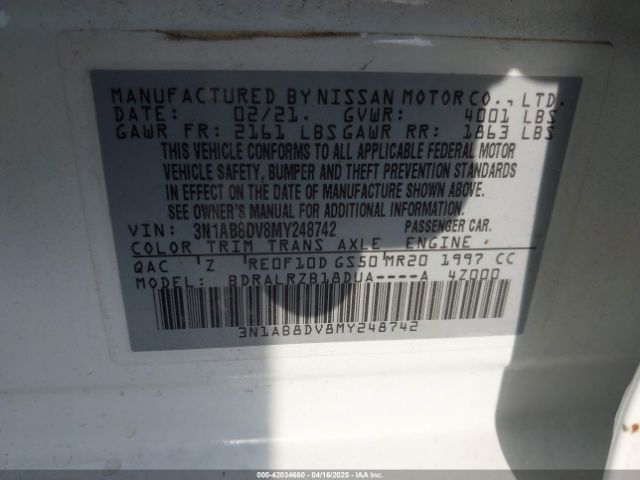 MANUFACTURED BY NISSAN MOTOR CO., LTD.
DATE: 02/21. GVWR: 4001 LBS
GAWR FR: 2161 LBS GAWR RR: 1863 LBS
THIS VEHICLE CONFORMS TO ALL APPLICABLE FEDERAL MOTOR
VEHICLE SAFETY, BUMPER AND THEFT PREVENTION STANDARDS
IN EFFECT ON THE DATE OF MANUFACTURE SHOWN ABOVE.
SEE OWNER'S MANUAL FOR ADDITIONAL INFORMATION.
VIN: 3N1AB8DV8MY248742 PASSENGER CAR.
COLOR TRIM TRANS AXLE ENGINE
QAC Z RE0F10D GS50 MR20 1997 CC
MODEL: BDRALRZB18DUA----A 4Z000
3N1AB8DV8MY248742
000-42034660 - 04/16/2025 - IAAI.COM